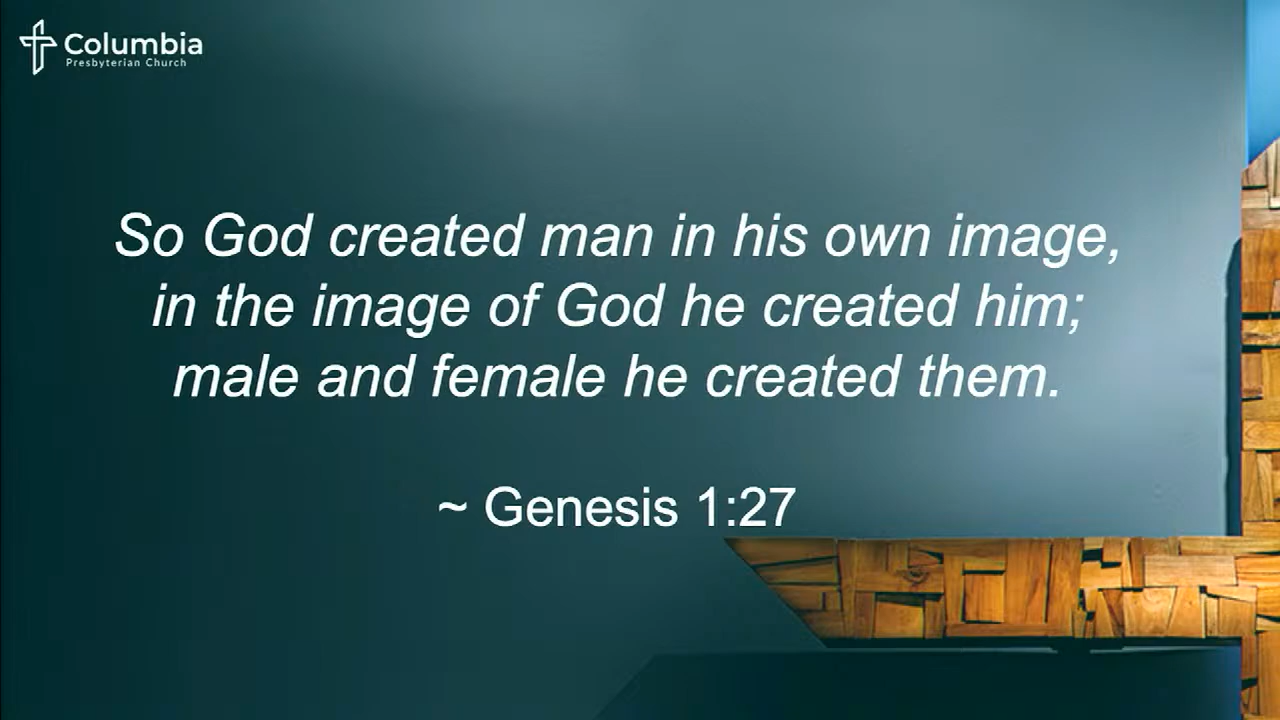 Columbia
Presbyterian Church
So God created man in his own image,
in the image of God he created him;
male and female he created them.
~ Genesis 1:27